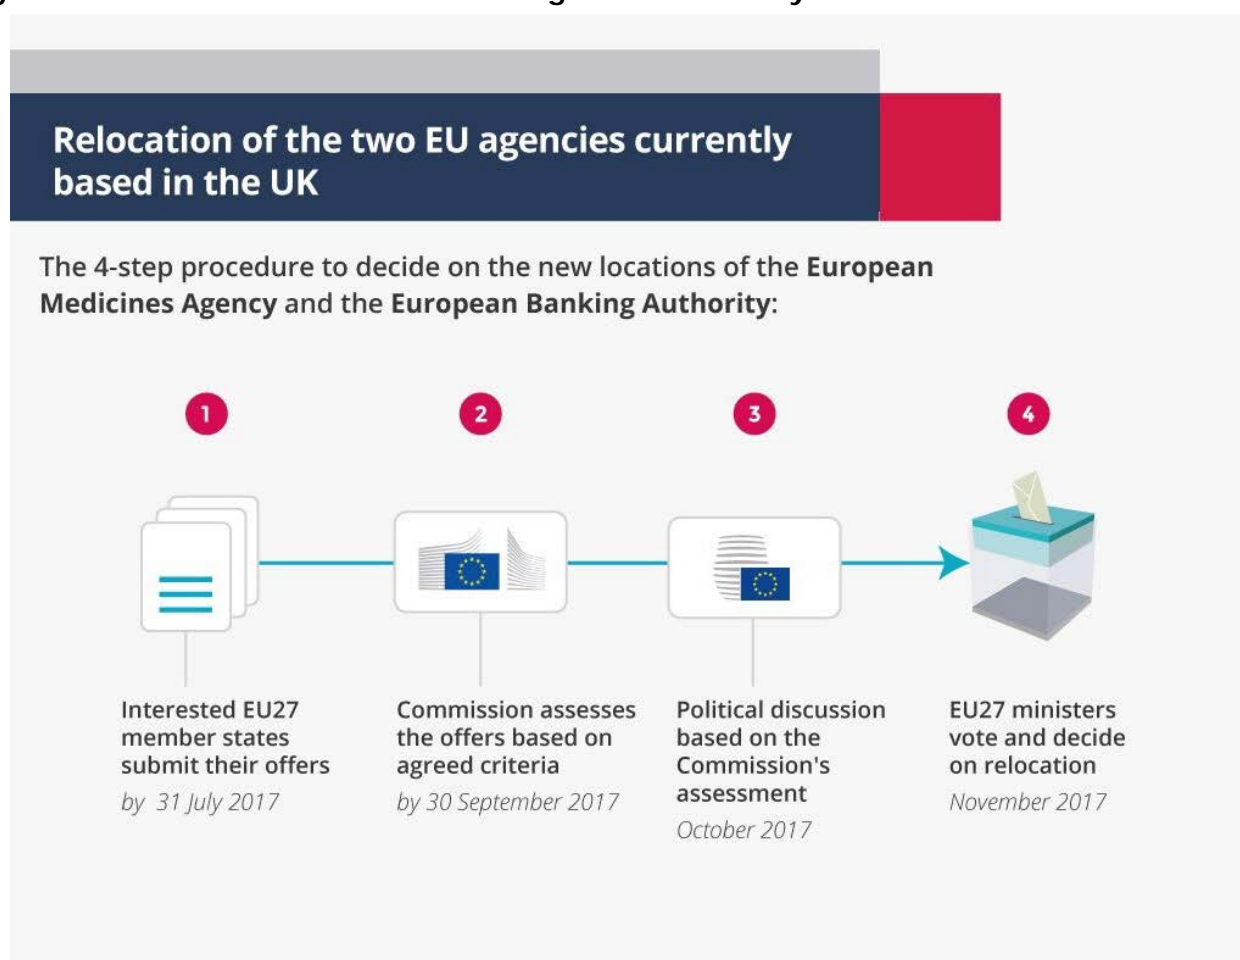 Relocation of the two EU agencies currently
based in the UK
The 4-step procedure to decide on the new locations of the European
Medicines Agency and the European Banking Authority:
1
2
3
4
Interested EU27
member states
submit their offers
by 31 July 2017
Commission assesses
the offers based on
agreed criteria
by 30 September 2017
Political discussion
based on the
Commission's
assessment
October 2017
EU27 ministers
vote and decide
on relocation
November 2017